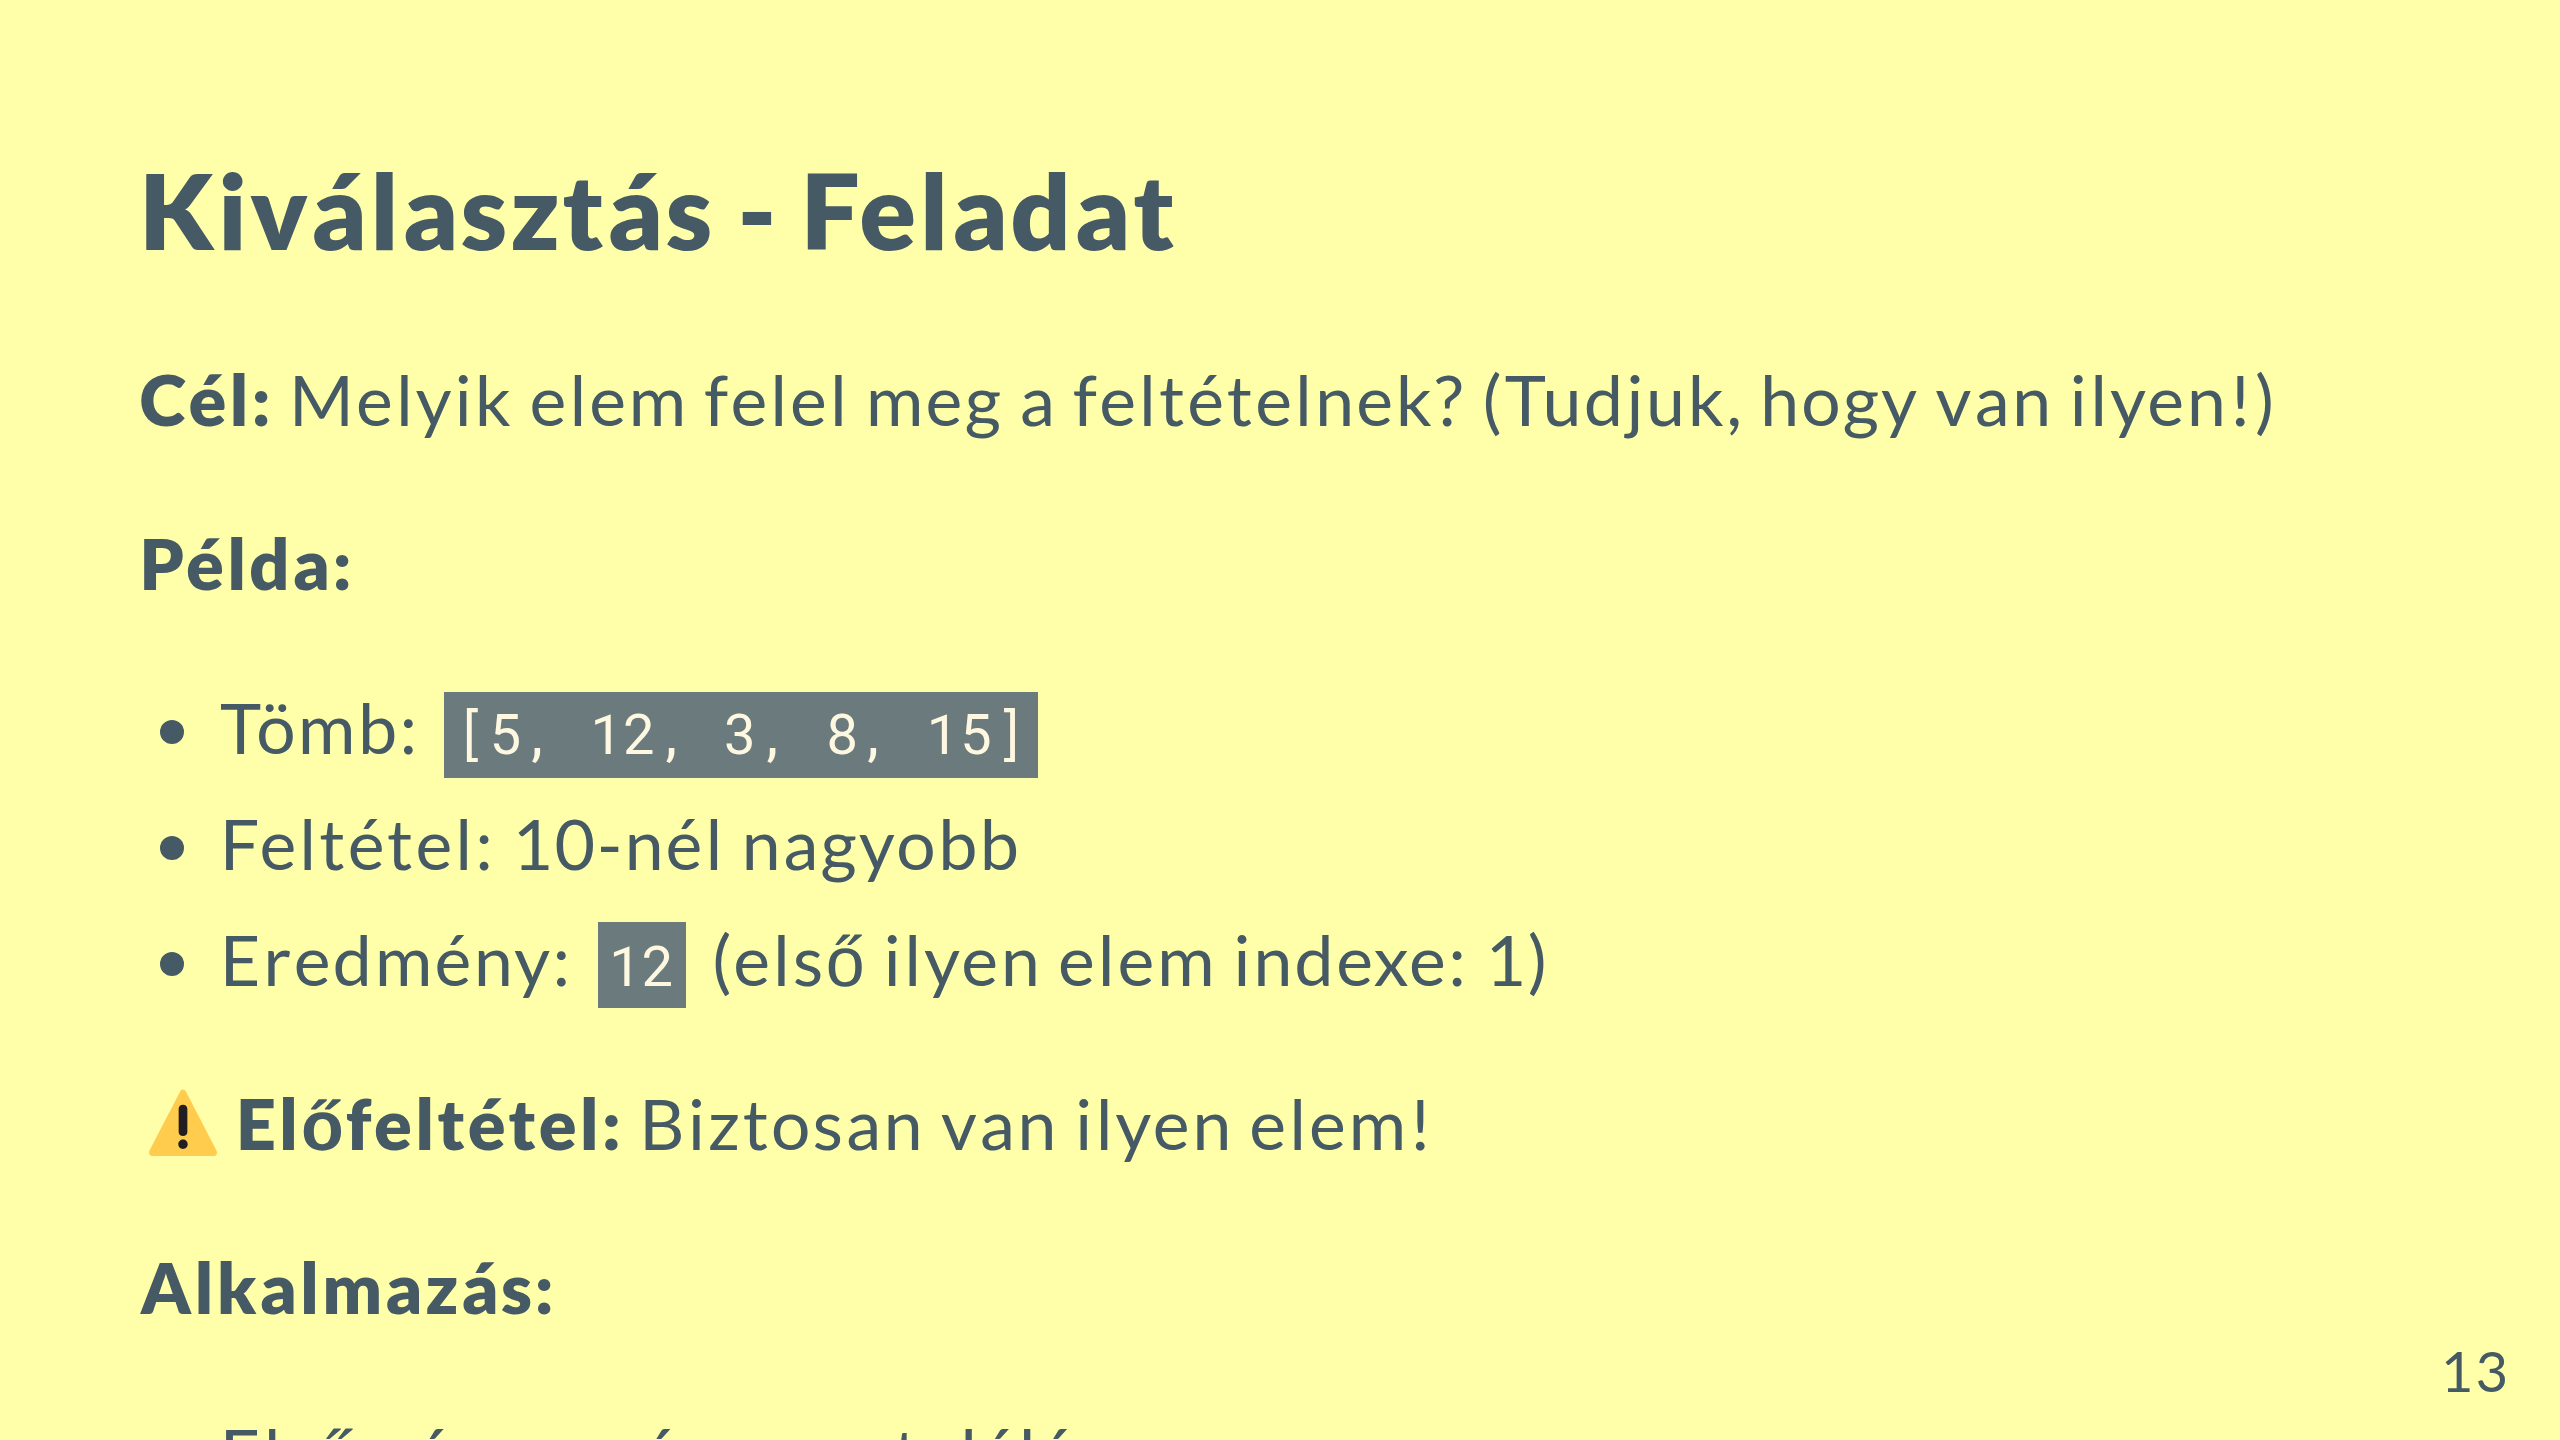 Kiválasztás - Feladat
Cél: Melyik elem felel meg a feltételnek? (Tudjuk, hogy van ilyen!)
Példa:
• Tömb: [5, 12, 3, 8, 15]
• Feltétel: 10-nél nagyobb
• Eredmény: 12 (első ilyen elem indexe: 1)
⚠️ Előfeltétel: Biztosan van ilyen elem!
Alkalmazás:
13